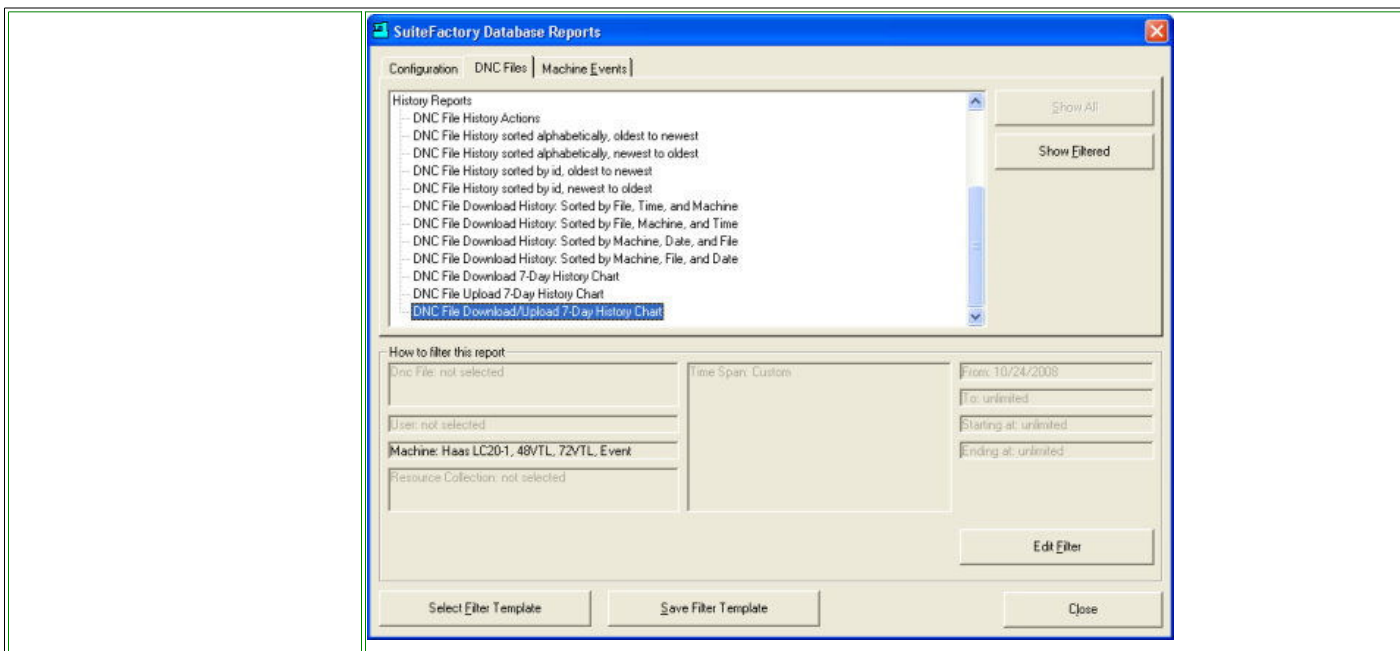 SuiteFactory Database Reports
Configuration DNC Files Machine Events
History Reports
DNC File History Actions
DNC File History sorted alphabetically, oldest to newest
DNC File History sorted alphabetically, newest to oldest
DNC File History sorted by id, oldest to newest
DNC File History sorted by id, newest to oldest
DNC File Download History: Sorted by File, Time, and Machine
DNC File Download History: Sorted by File, Machine, and Time
DNC File Download History: Sorted by Machine, Date, and File
DNC File Download History: Sorted by Machine, File, and Date
DNC File Download 7-Day History Chart
DNC File Upload 7-Day History Chart
DNC File Download/Upload 7-Day History Chart
Show All
Show Filtered
How to filter this report
Dnc File: not selected
User: not selected
Machine: Haas LC20-1, 48VTL, 72VTL, Event
Resource Collection: not selected
Time Span: Custom
From: 10/24/2008
To: unlimited
Starting at: unlimited
Ending at: unlimited
Edit Filter
Select Filter Template
Save Filter Template
Close